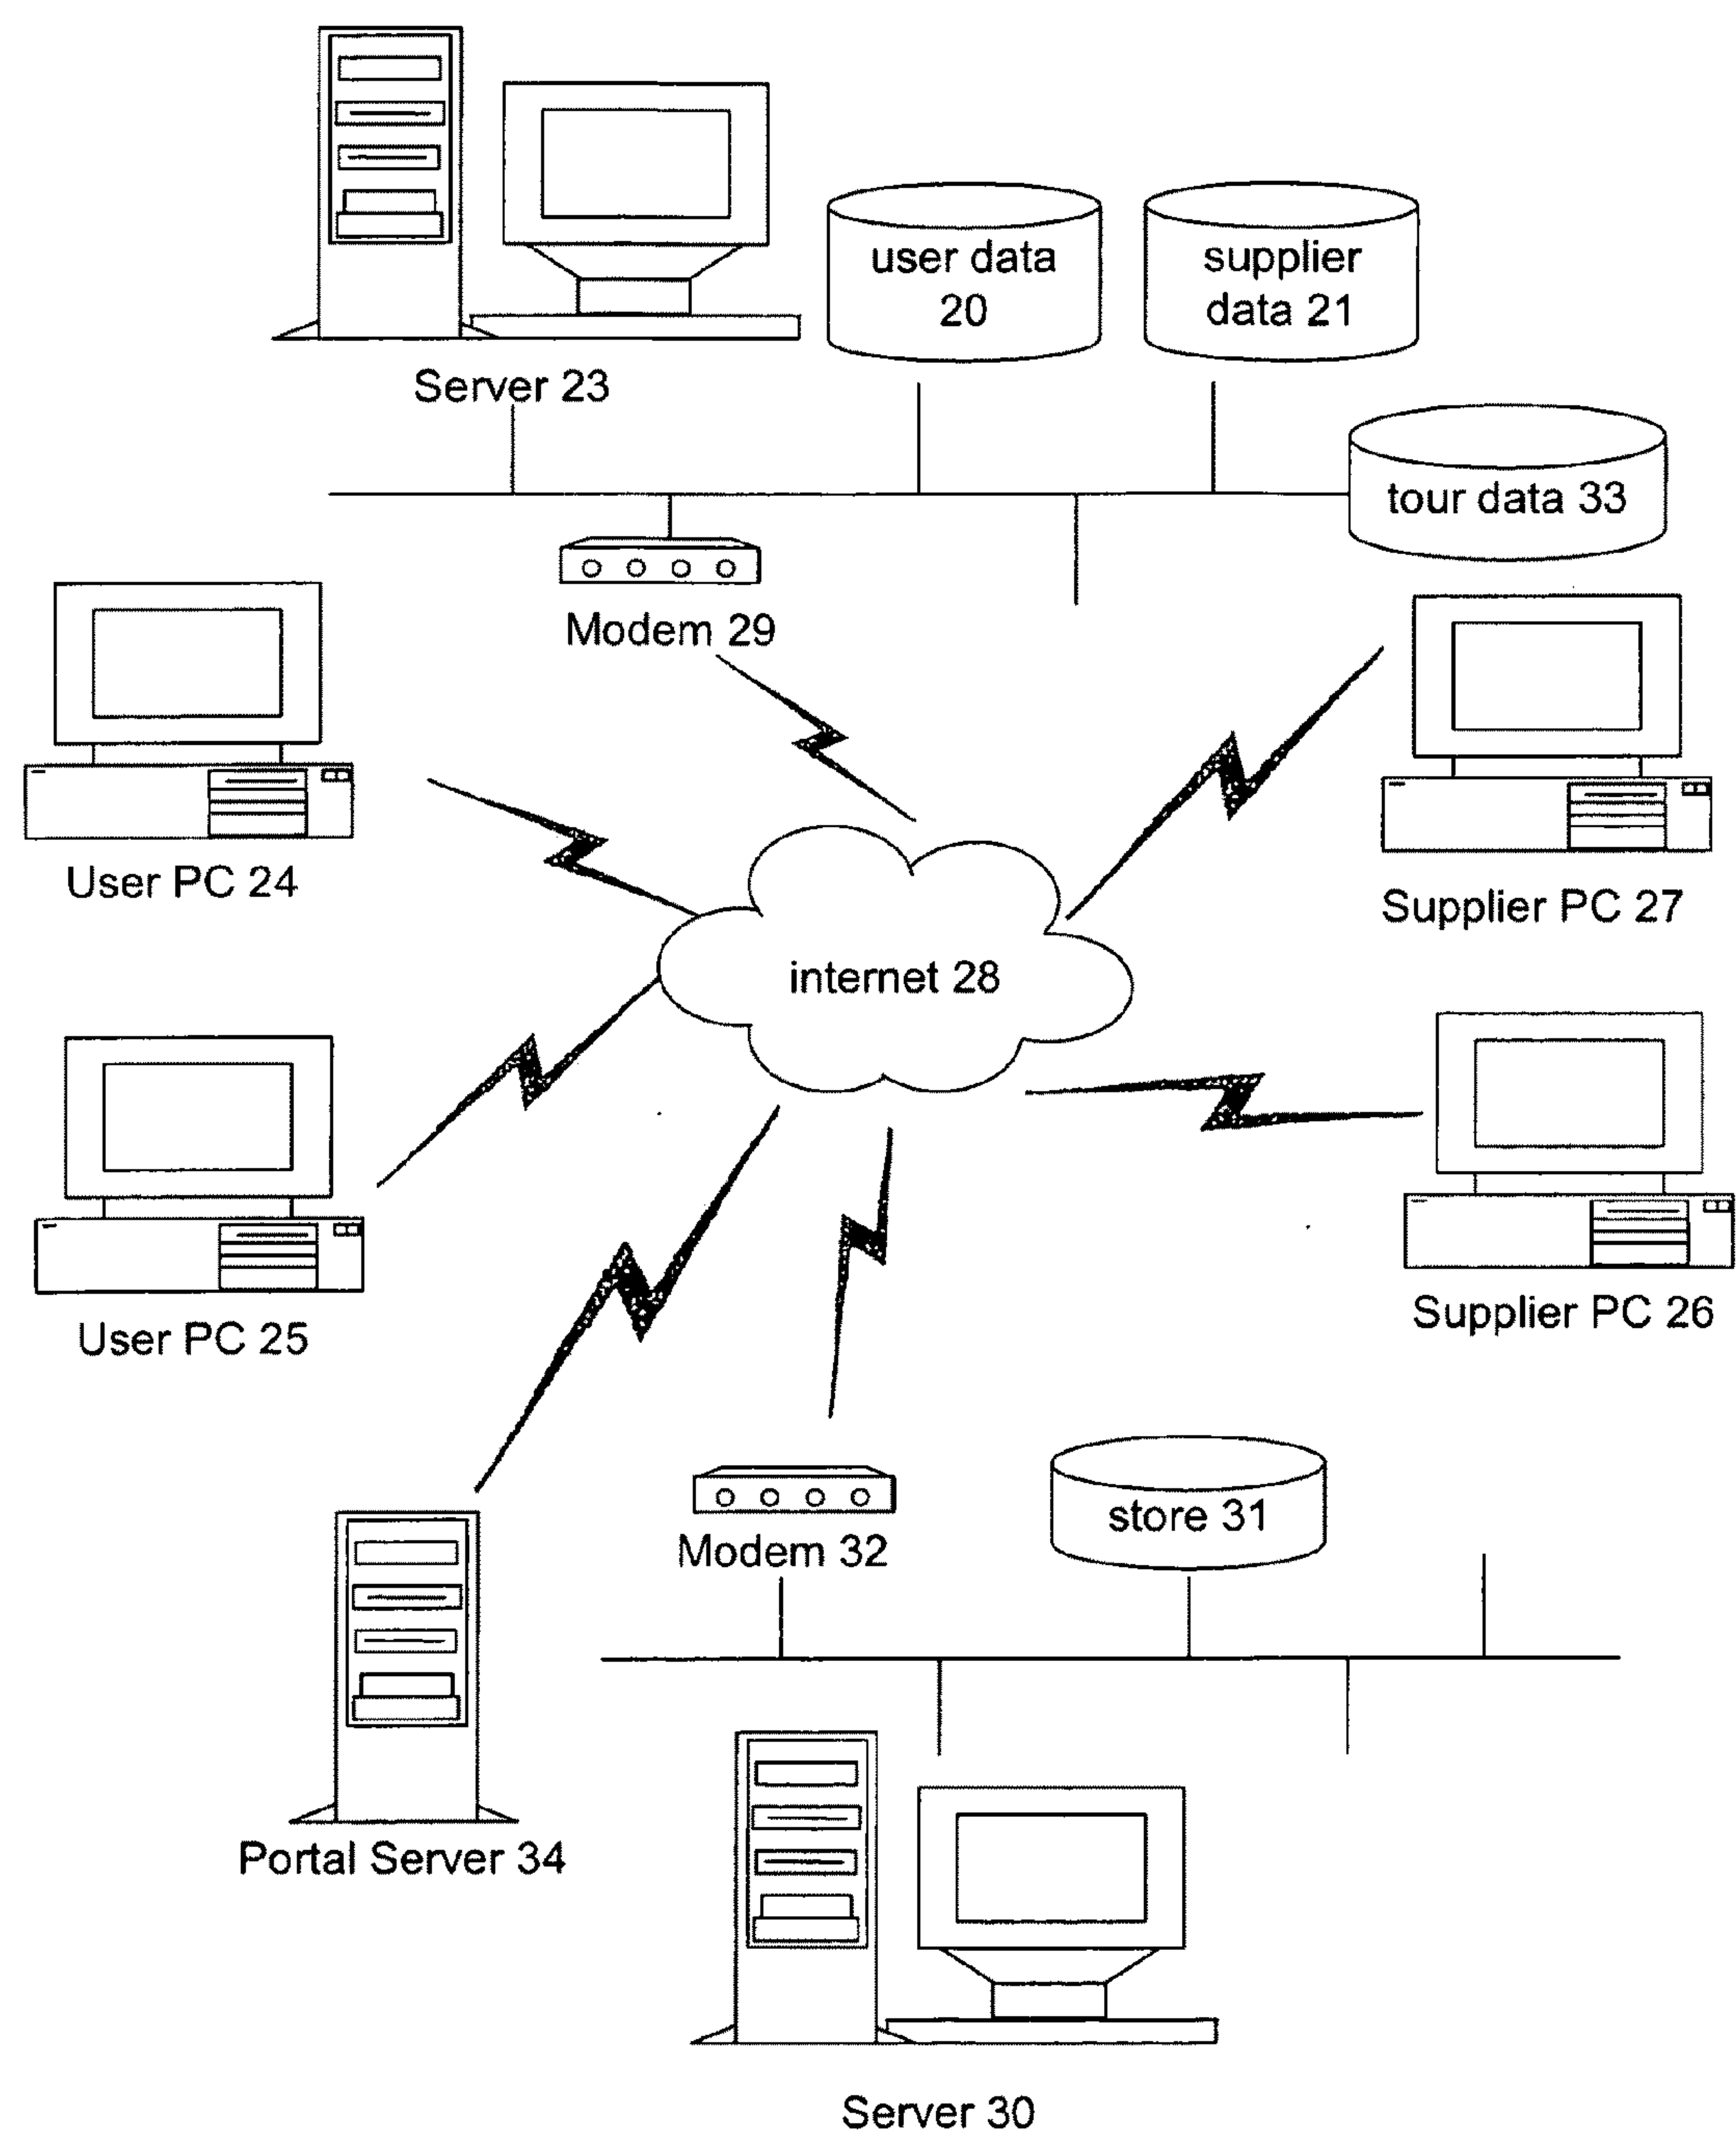 user data
20
supplier
data 21
Server 23
tour data 33
Modem 29
User PC 24
Supplier PC 27
internet 28
User PC 25
Supplier PC 26
store 31
Modem 32
Portal Server 34
Server 30